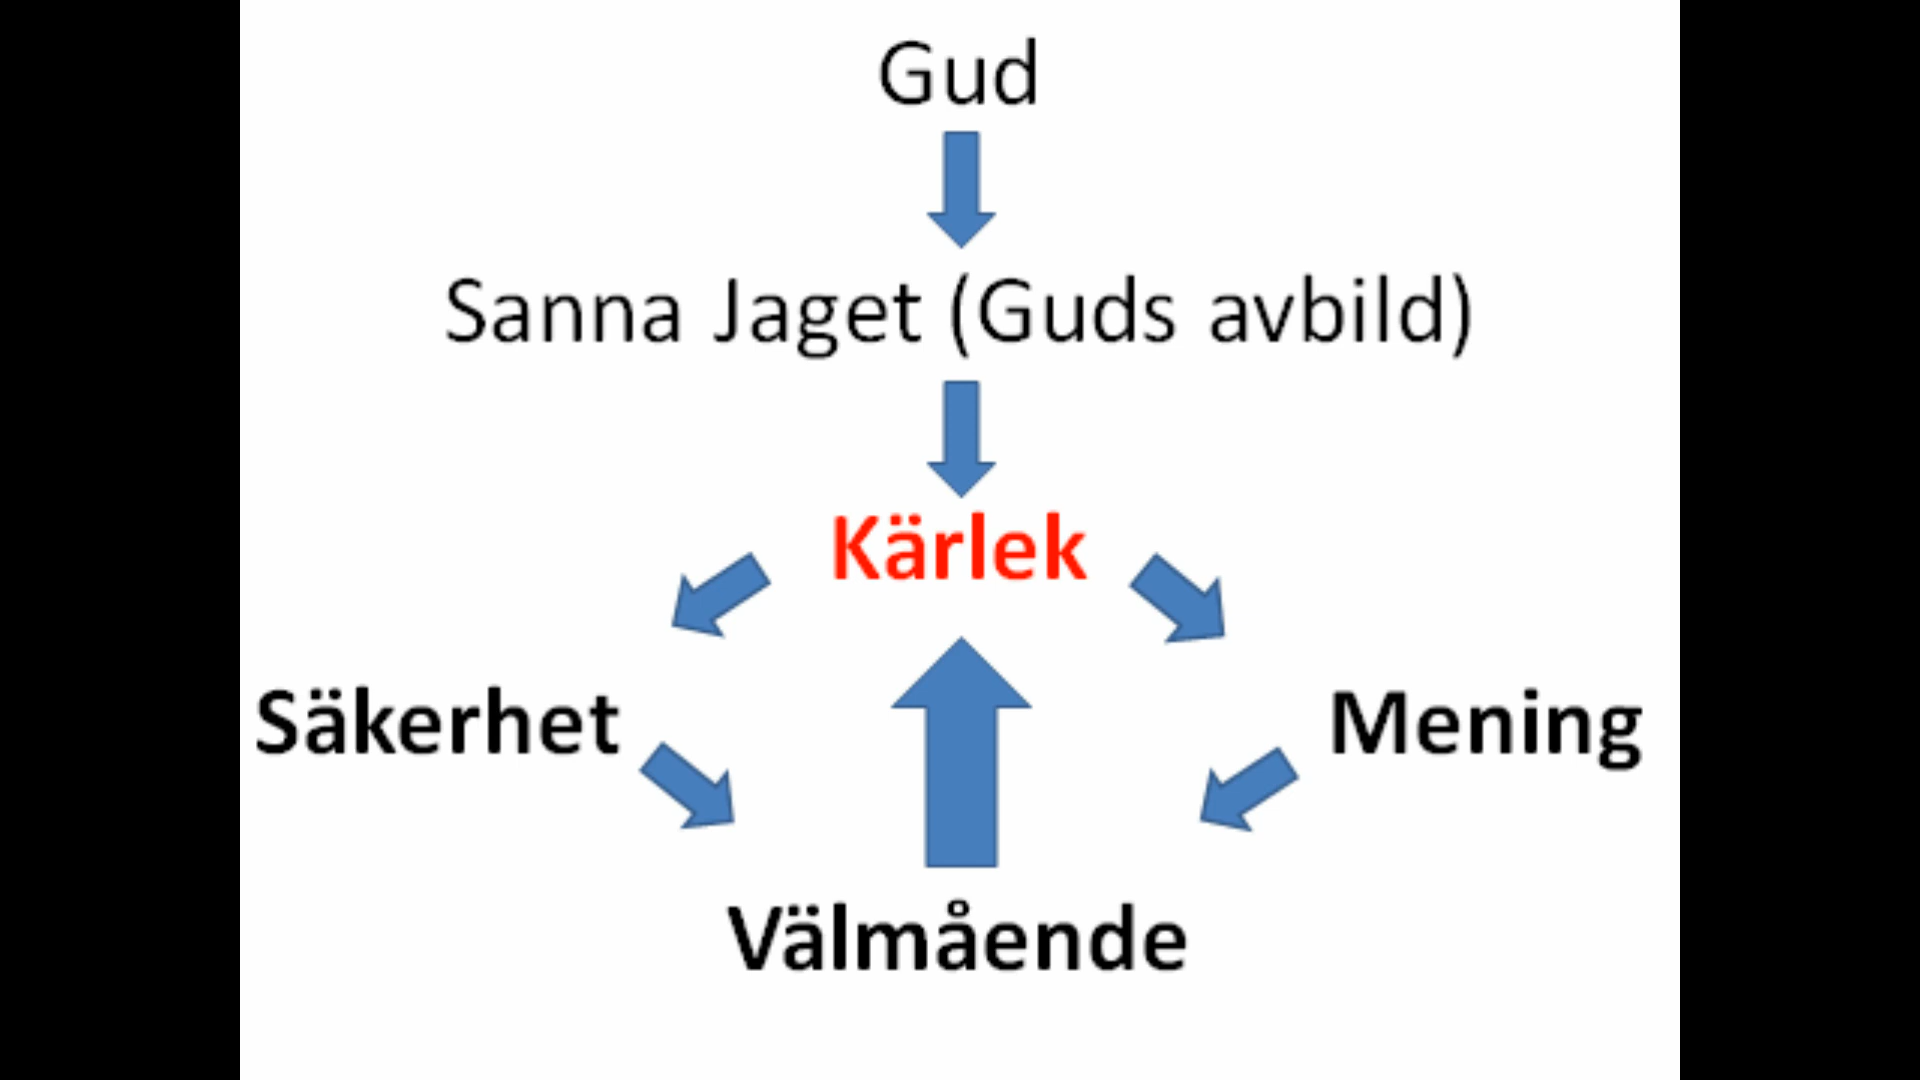 Gud
Sanna Jaget (Guds avbild)
Kärlek
Säkerhet
Mening
Välmående